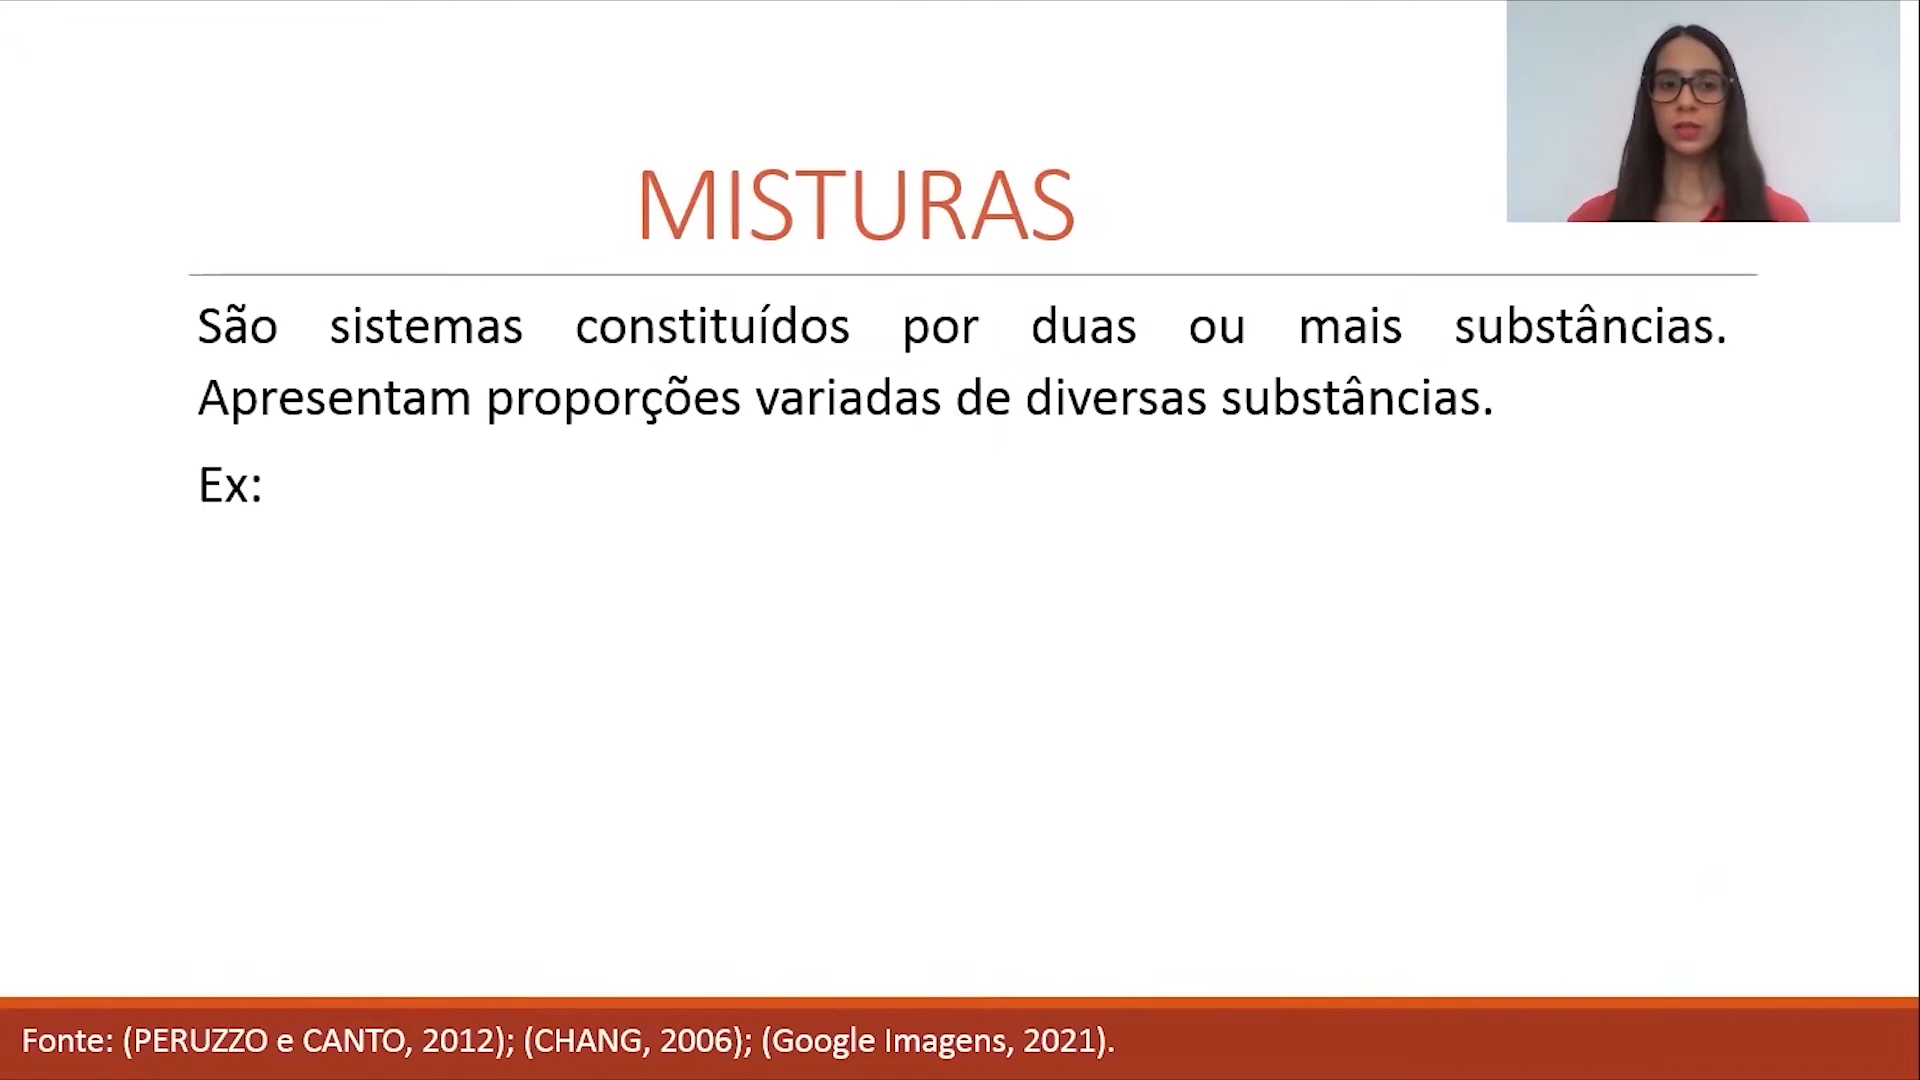 MISTURAS
São sistemas constituídos por duas ou mais substâncias.
Apresentam proporções variadas de diversas substâncias.
Ex:
Fonte: (PERUZZO e CANTO, 2012); (CHANG, 2006); (Google Imagens, 2021).